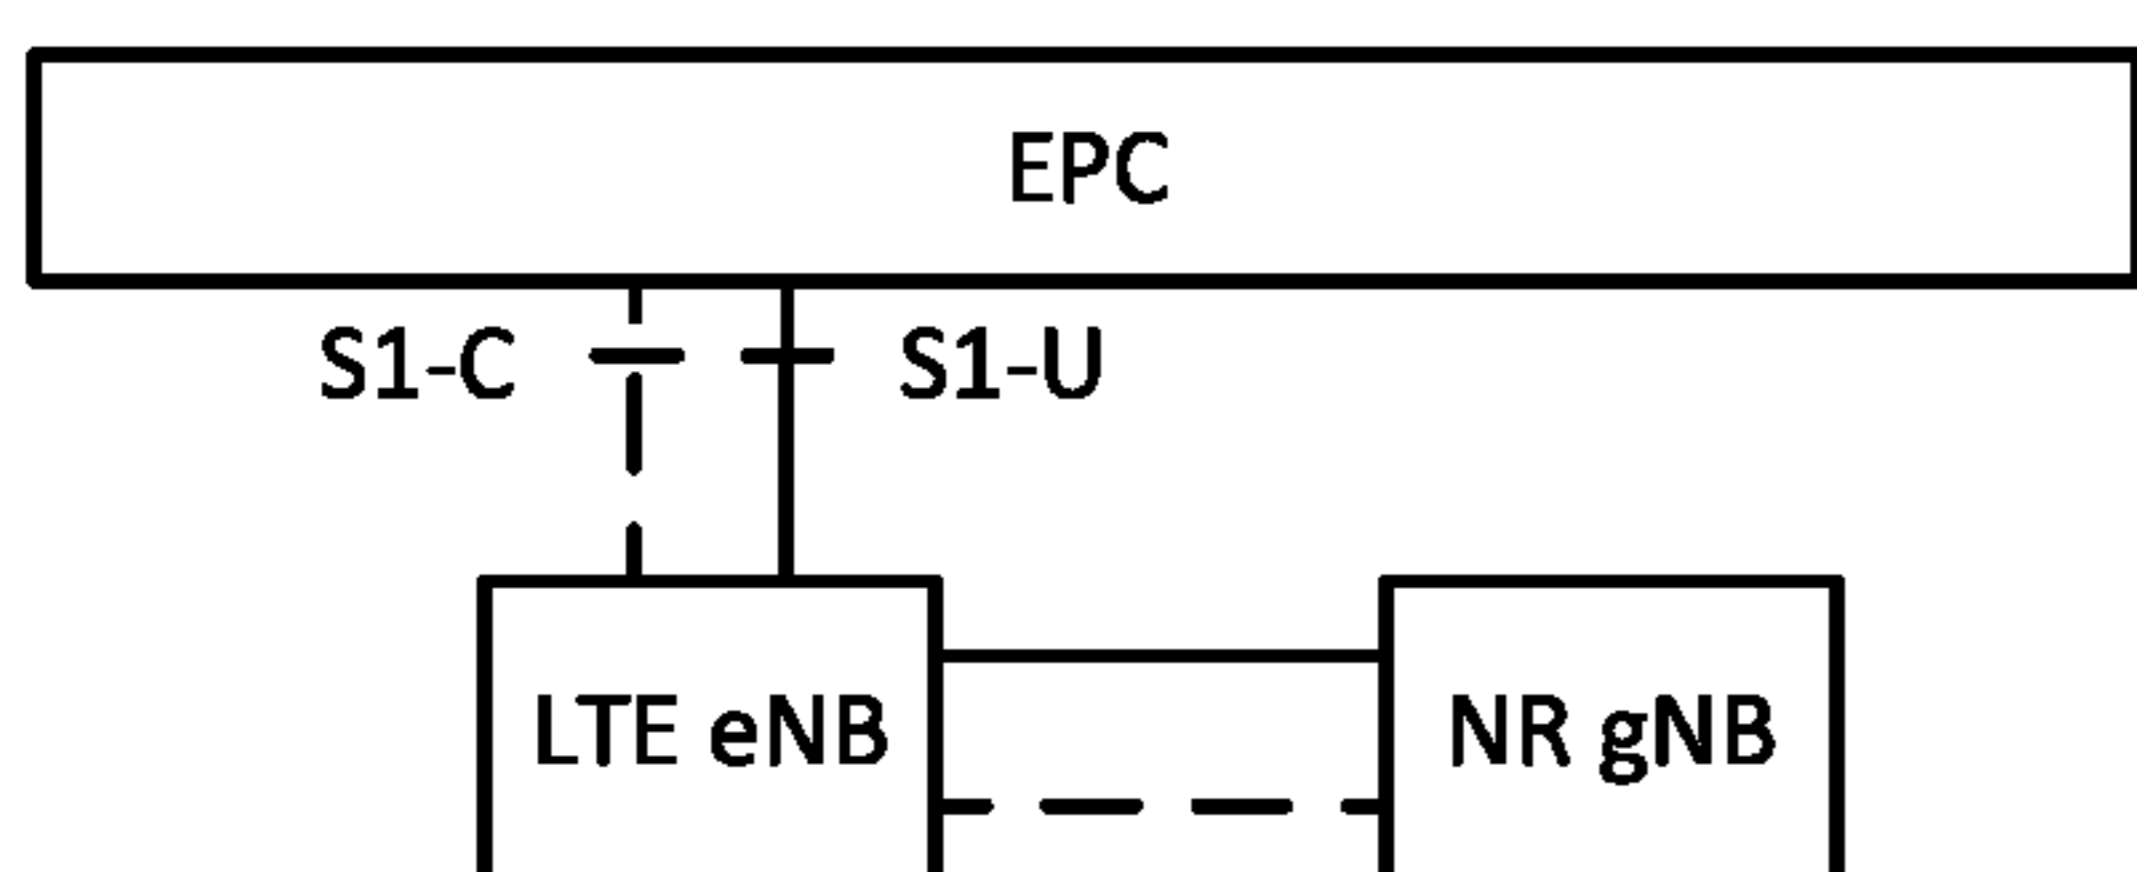 EPC
S1-C
S1-U
LTE eNB
NR gNB